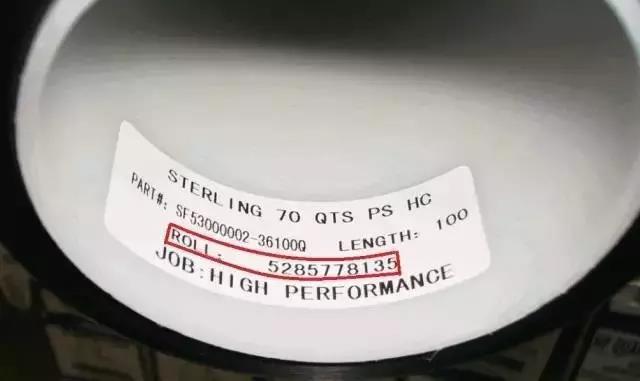 STERLING 70 QTS PS HC
PART#: SF53000002-36100Q LENGTH: 100
ROLL: 5285778135
JOB:HIGH PERFORMANCE